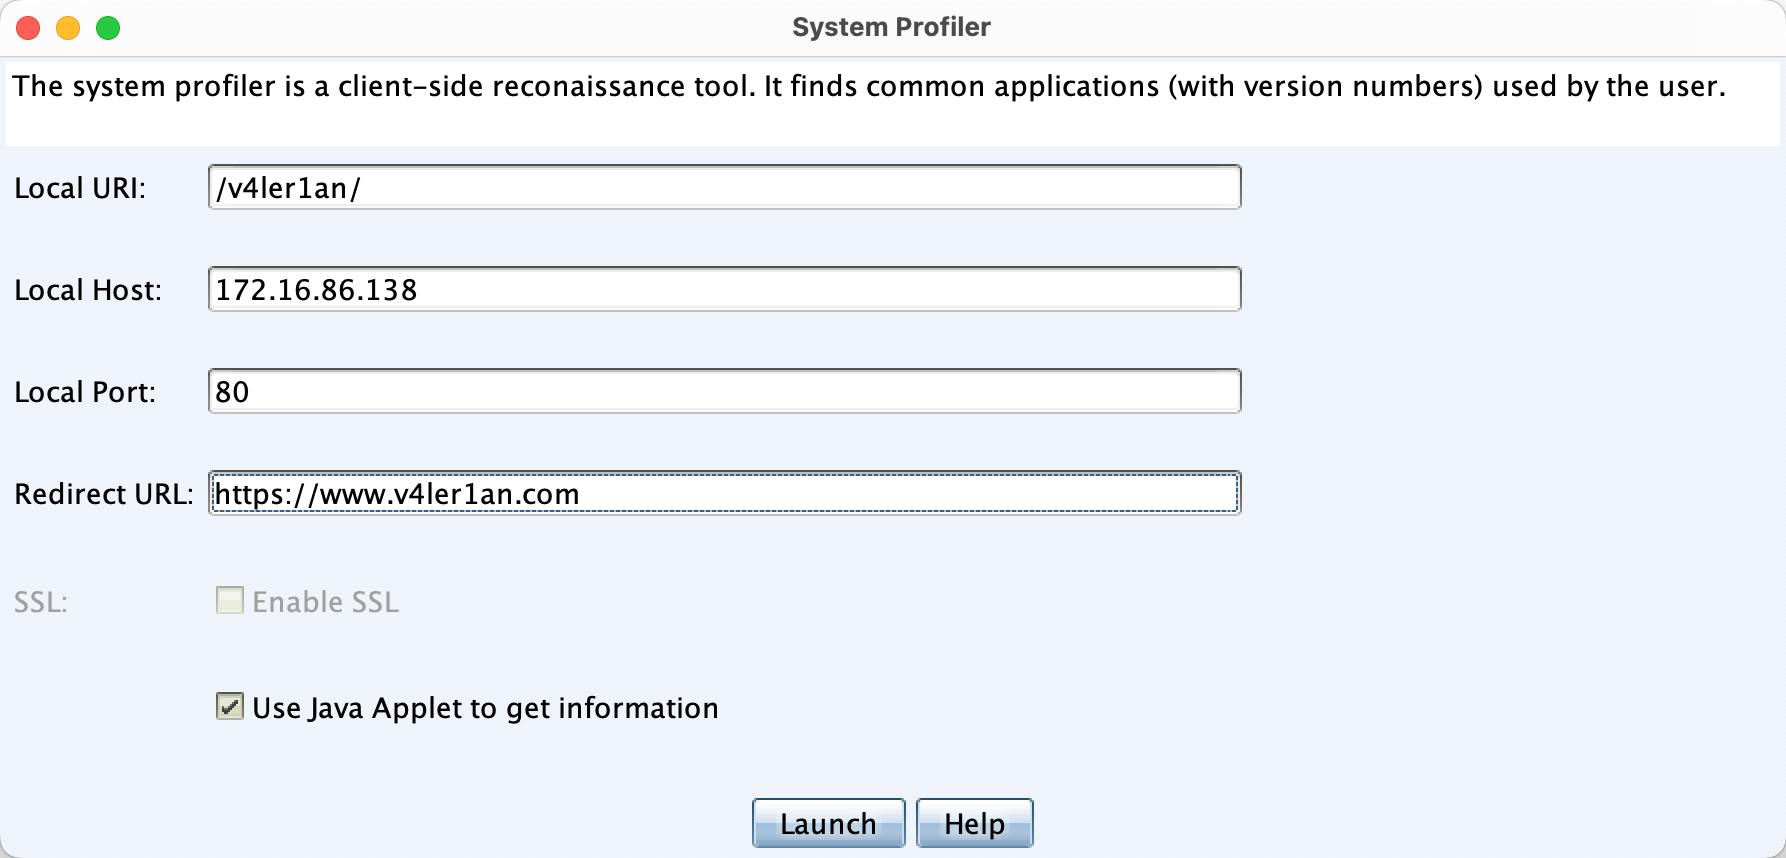 System Profiler
The system profiler is a client-side reconaissance tool. It finds common applications (with version numbers) used by the user.
Local URI: /v4ler1an/
Local Host: 172.16.86.138
Local Port: 80
Redirect URL: https://www.v4ler1an.com
SSL: Enable SSL
Use Java Applet to get information
Launch Help